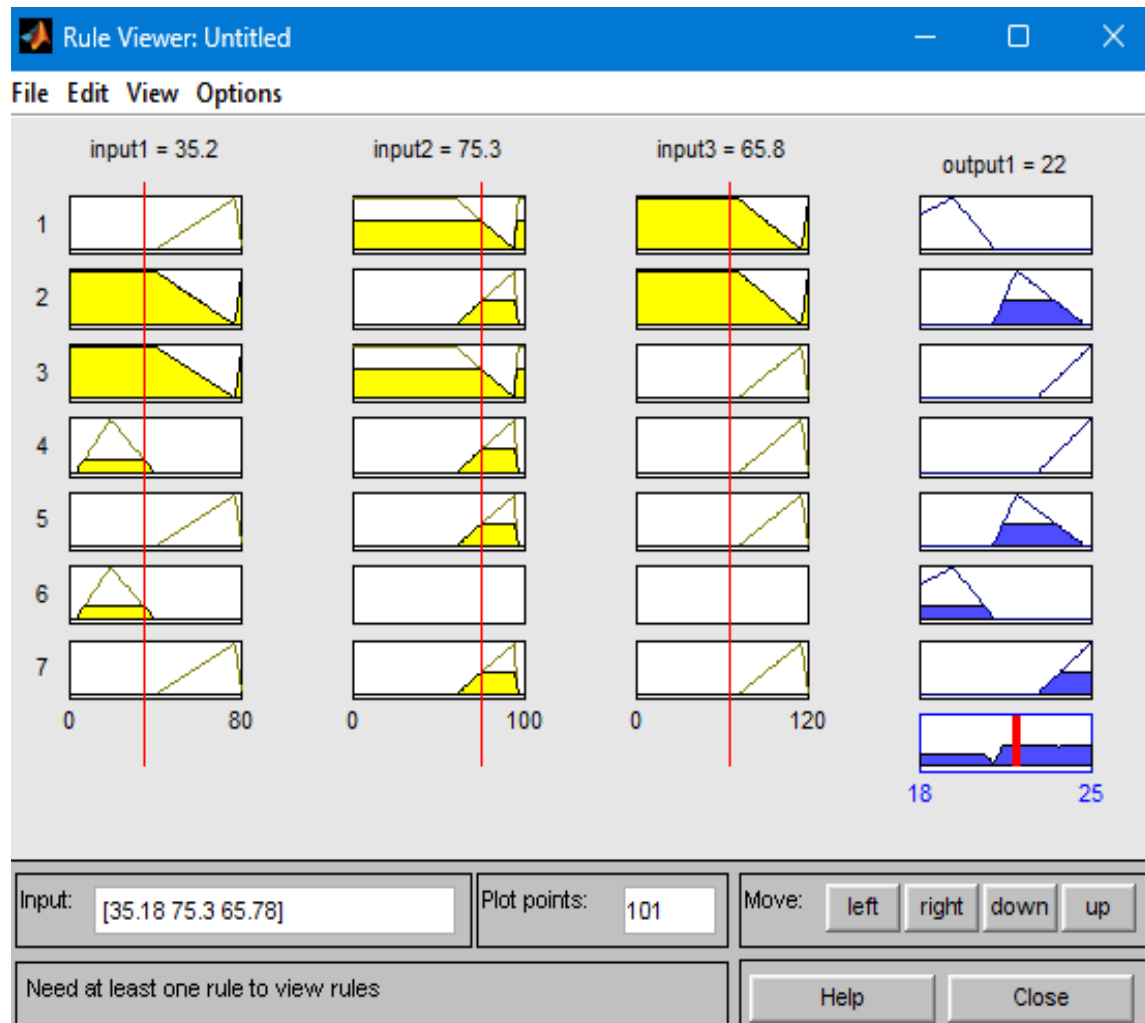 Rule Viewer: Untitled
File Edit View Options
input1 = 35.2 input2 = 75.3 input3 = 65.8 output1 = 22
1
2
3
4
5
6
7
0 80 0 100 0 120
18 25
Input: [35.18 75.3 65.78] Plot points: 101 Move: left right down up
Need at least one rule to view rules Help Close